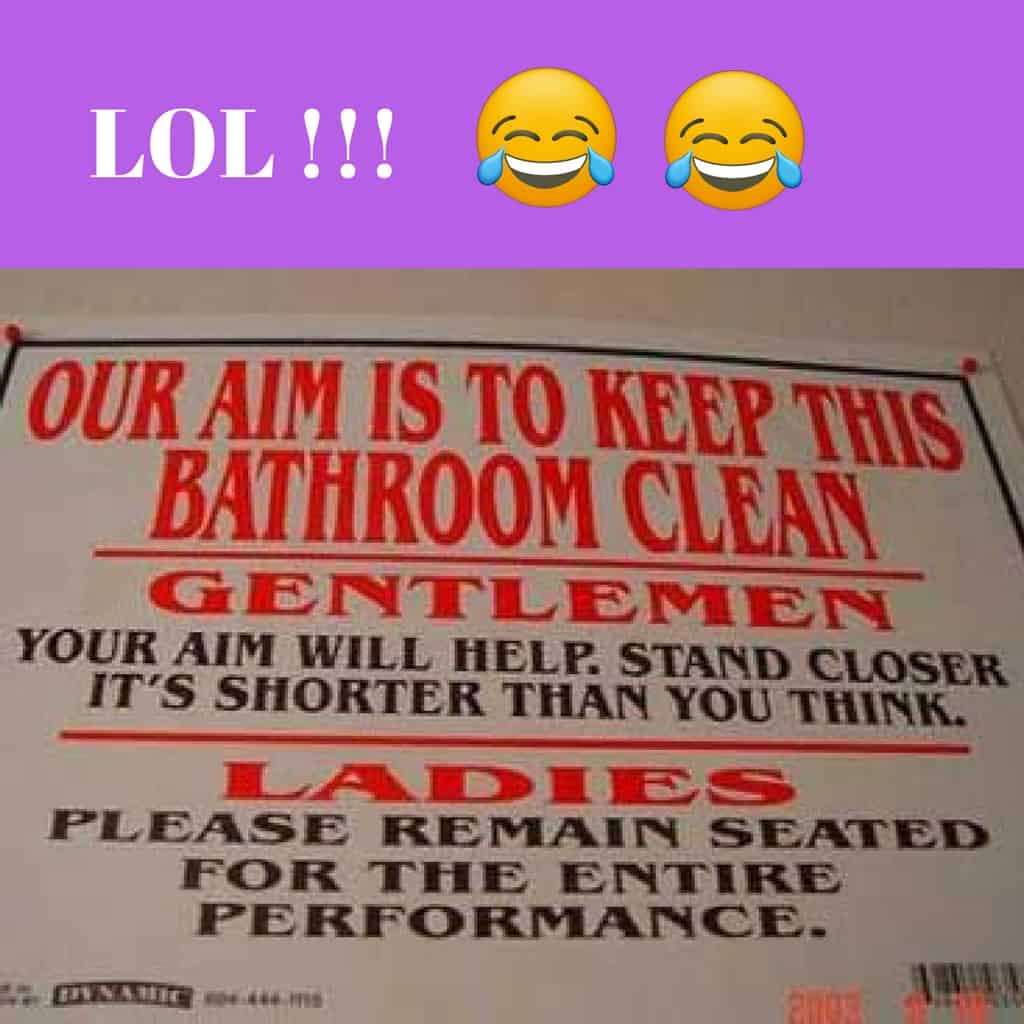 LOL !!! 😂 😂
OUR AIM IS TO KEEP THIS
BATHROOM CLEAN
GENTLEMEN
YOUR AIM WILL HELP. STAND CLOSER
IT'S SHORTER THAN YOU THINK.
LADIES
PLEASE REMAIN SEATED
FOR THE ENTIRE
PERFORMANCE.
DYNAMIC